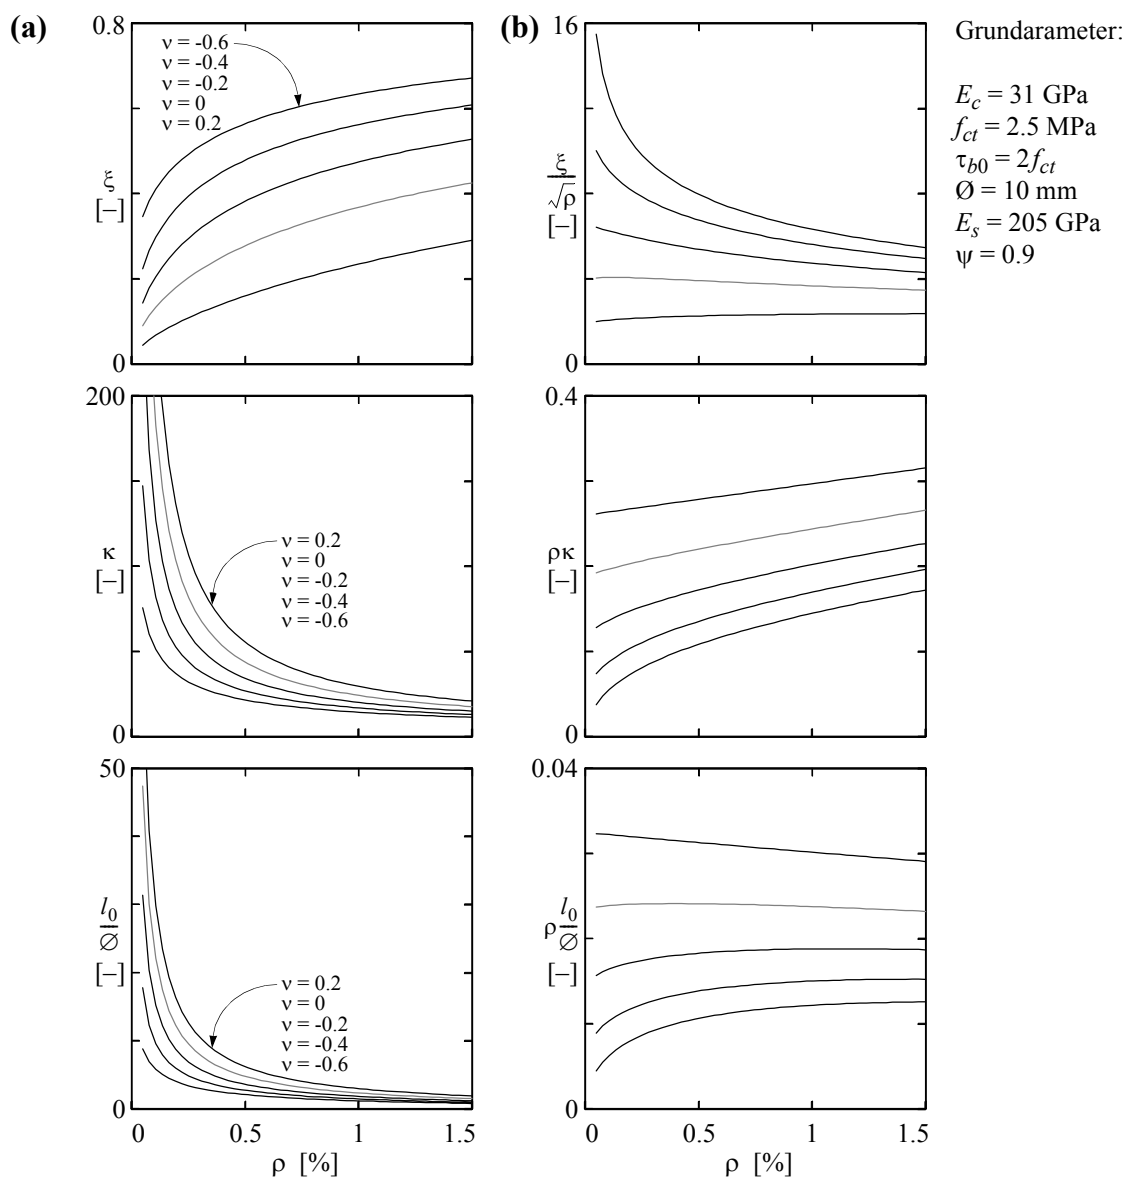 (a)
0.8
ν = -0.6
ν = -0.4
ν = -0.2
ν = 0
ν = 0.2
ξ
[–]
0
(b)
16
ξ
√ρ
[–]
0
Grundarameter:
E_c = 31 GPa
f_ct = 2.5 MPa
τ_b0 = 2f_ct
Ø = 10 mm
E_s = 205 GPa
ψ = 0.9
200
κ
[–]
ν = 0.2
ν = 0
ν = -0.2
ν = -0.4
ν = -0.6
0
0.4
ρκ
[–]
0
50
l_0
Ø
[–]
ν = 0.2
ν = 0
ν = -0.2
ν = -0.4
ν = -0.6
0
0 0.5 1 1.5
ρ [%]
0.04
ρ l_0
Ø
[–]
0
0 0.5 1 1.5
ρ [%]